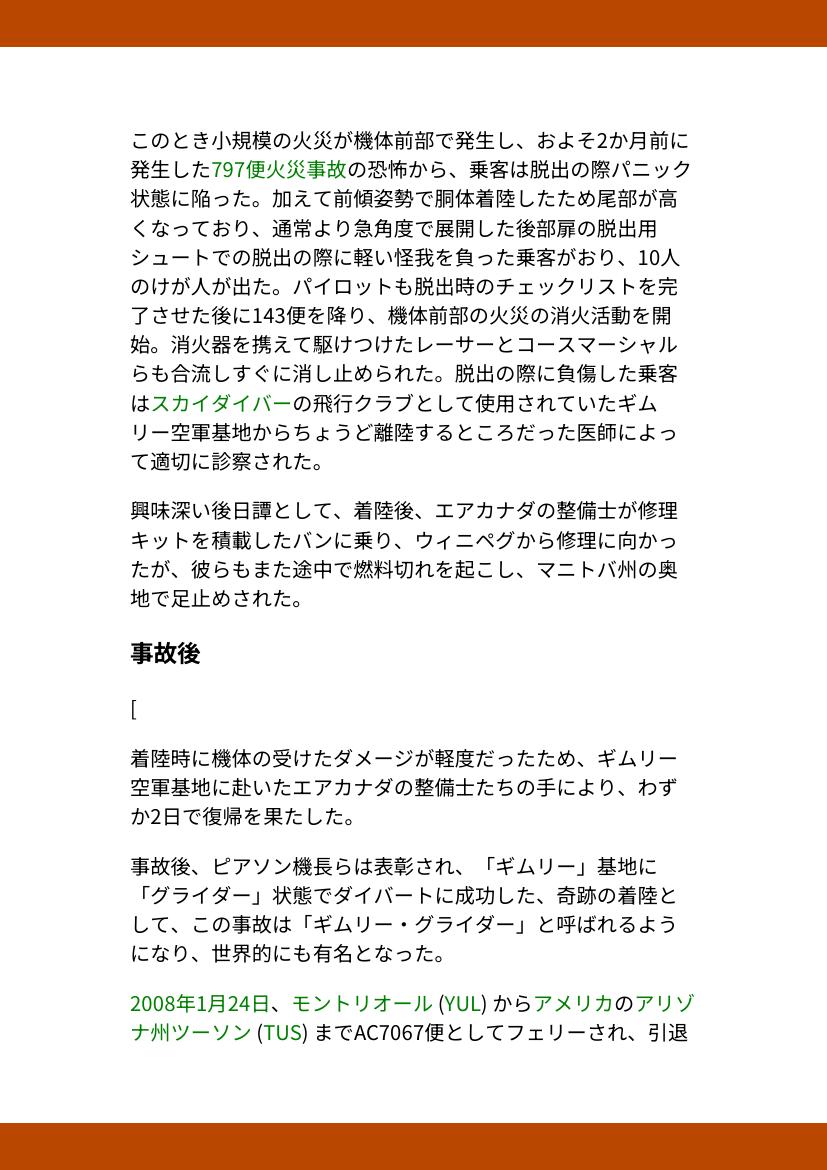 このとき小規模の火災が機体前部で発生し、およそ2か月前に
発生した797便火災事故の恐怖から、乗客は脱出の際パニック
状態に陥った。加えて前傾姿勢で胴体着陸したため尾部が高
くなっており、通常より急角度で展開した後部扉の脱出用
シュートでの脱出の際に軽い怪我を負った乗客がおり、10人
のけが人が出た。パイロットも脱出時のチェックリストを完
了させた後に143便を降り、機体前部の火災の消火活動を開
始。消火器を携えて駆けつけたレーサーとコースマーシャル
らも合流しすぐに消し止められた。脱出の際に負傷した乗客
はスカイダイバーの飛行クラブとして使用されていたギム
リー空軍基地からちょうど離陸するところだった医師によっ
て適切に診察された。
興味深い後日譚として、着陸後、エアカナダの整備士が修理
キットを積載したバンに乗り、ウィニペグから修理に向かっ
たが、彼らもまた途中で燃料切れを起こし、マニトバ州の奥
地で足止めされた。
事故後
[
着陸時に機体の受けたダメージが軽度だったため、ギムリー
空軍基地に赴いたエアカナダの整備士たちの手により、わず
か2日で復帰を果たした。
事故後、ピアソン機長らは表彰され、「ギムリー」基地に
「グライダー」状態でダイバートに成功した、奇跡の着陸と
して、この事故は「ギムリー・グライダー」と呼ばれるよう
になり、世界的にも有名となった。
2008年1月24日、モントリオール (YUL) からアメリカのアリゾ
ナ州ツーソン (TUS) までAC7067便としてフェリーされ、引退